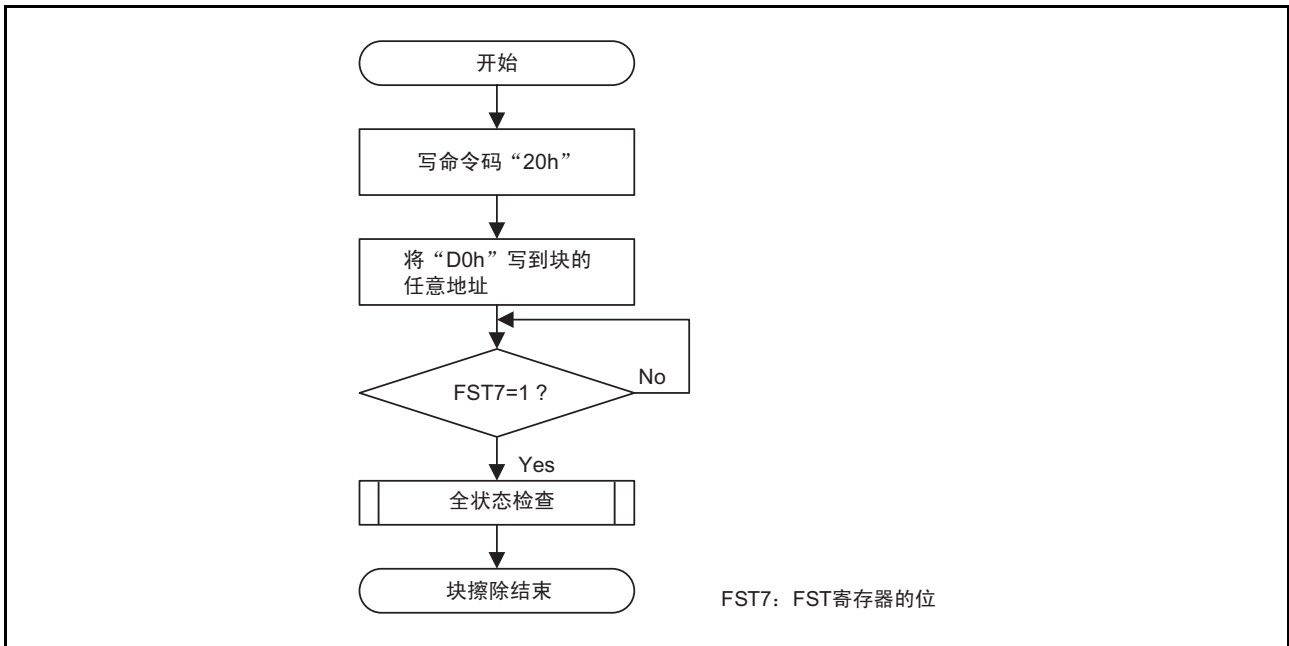 开始
写命令码“20h”
将“D0h”写到块的
任意地址
No
FST7=1 ?
Yes
全状态检查
块擦除结束
FST7：FST寄存器的位